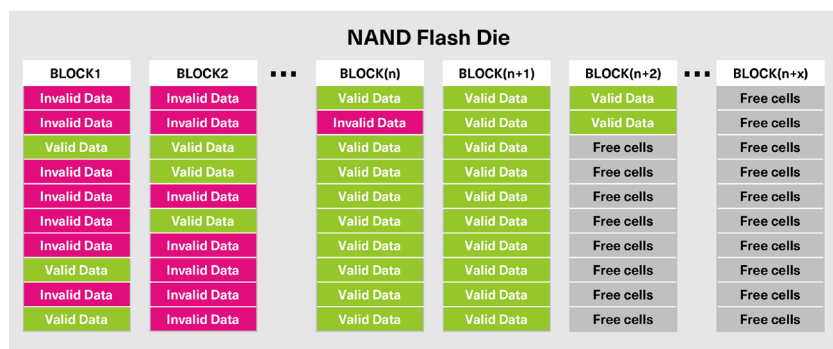 NAND Flash Die
BLOCK1 BLOCK2 ... BLOCK(n) BLOCK(n+1) BLOCK(n+2) ... BLOCK(n+x)
Invalid Data Invalid Data Valid Data Valid Data Valid Data Free cells
Invalid Data Invalid Data Invalid Data Valid Data Valid Data Free cells
Valid Data Valid Data Valid Data Valid Data Free cells Free cells
Invalid Data Valid Data Valid Data Valid Data Free cells Free cells
Invalid Data Invalid Data Valid Data Valid Data Free cells Free cells
Invalid Data Valid Data Valid Data Valid Data Free cells Free cells
Invalid Data Invalid Data Valid Data Valid Data Free cells Free cells
Valid Data Invalid Data Valid Data Valid Data Free cells Free cells
Invalid Data Invalid Data Valid Data Valid Data Free cells Free cells
Valid Data Invalid Data Valid Data Valid Data Free cells Free cells